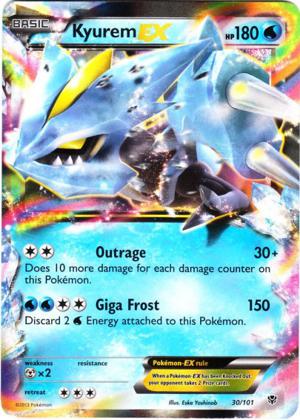 BASIC
Kyurem EX HP180
Outrage 30+
Does 10 more damage for each damage counter on
this Pokémon.
Giga Frost 150
Discard 2 Energy attached to this Pokémon.
weakness resistance
×2
retreat
Pokémon-EX rule
When a Pokémon-EX has been Knocked Out,
your opponent takes 2 Prize cards.
©2013 Pokémon Illus. Eske Yoshinob 30/101